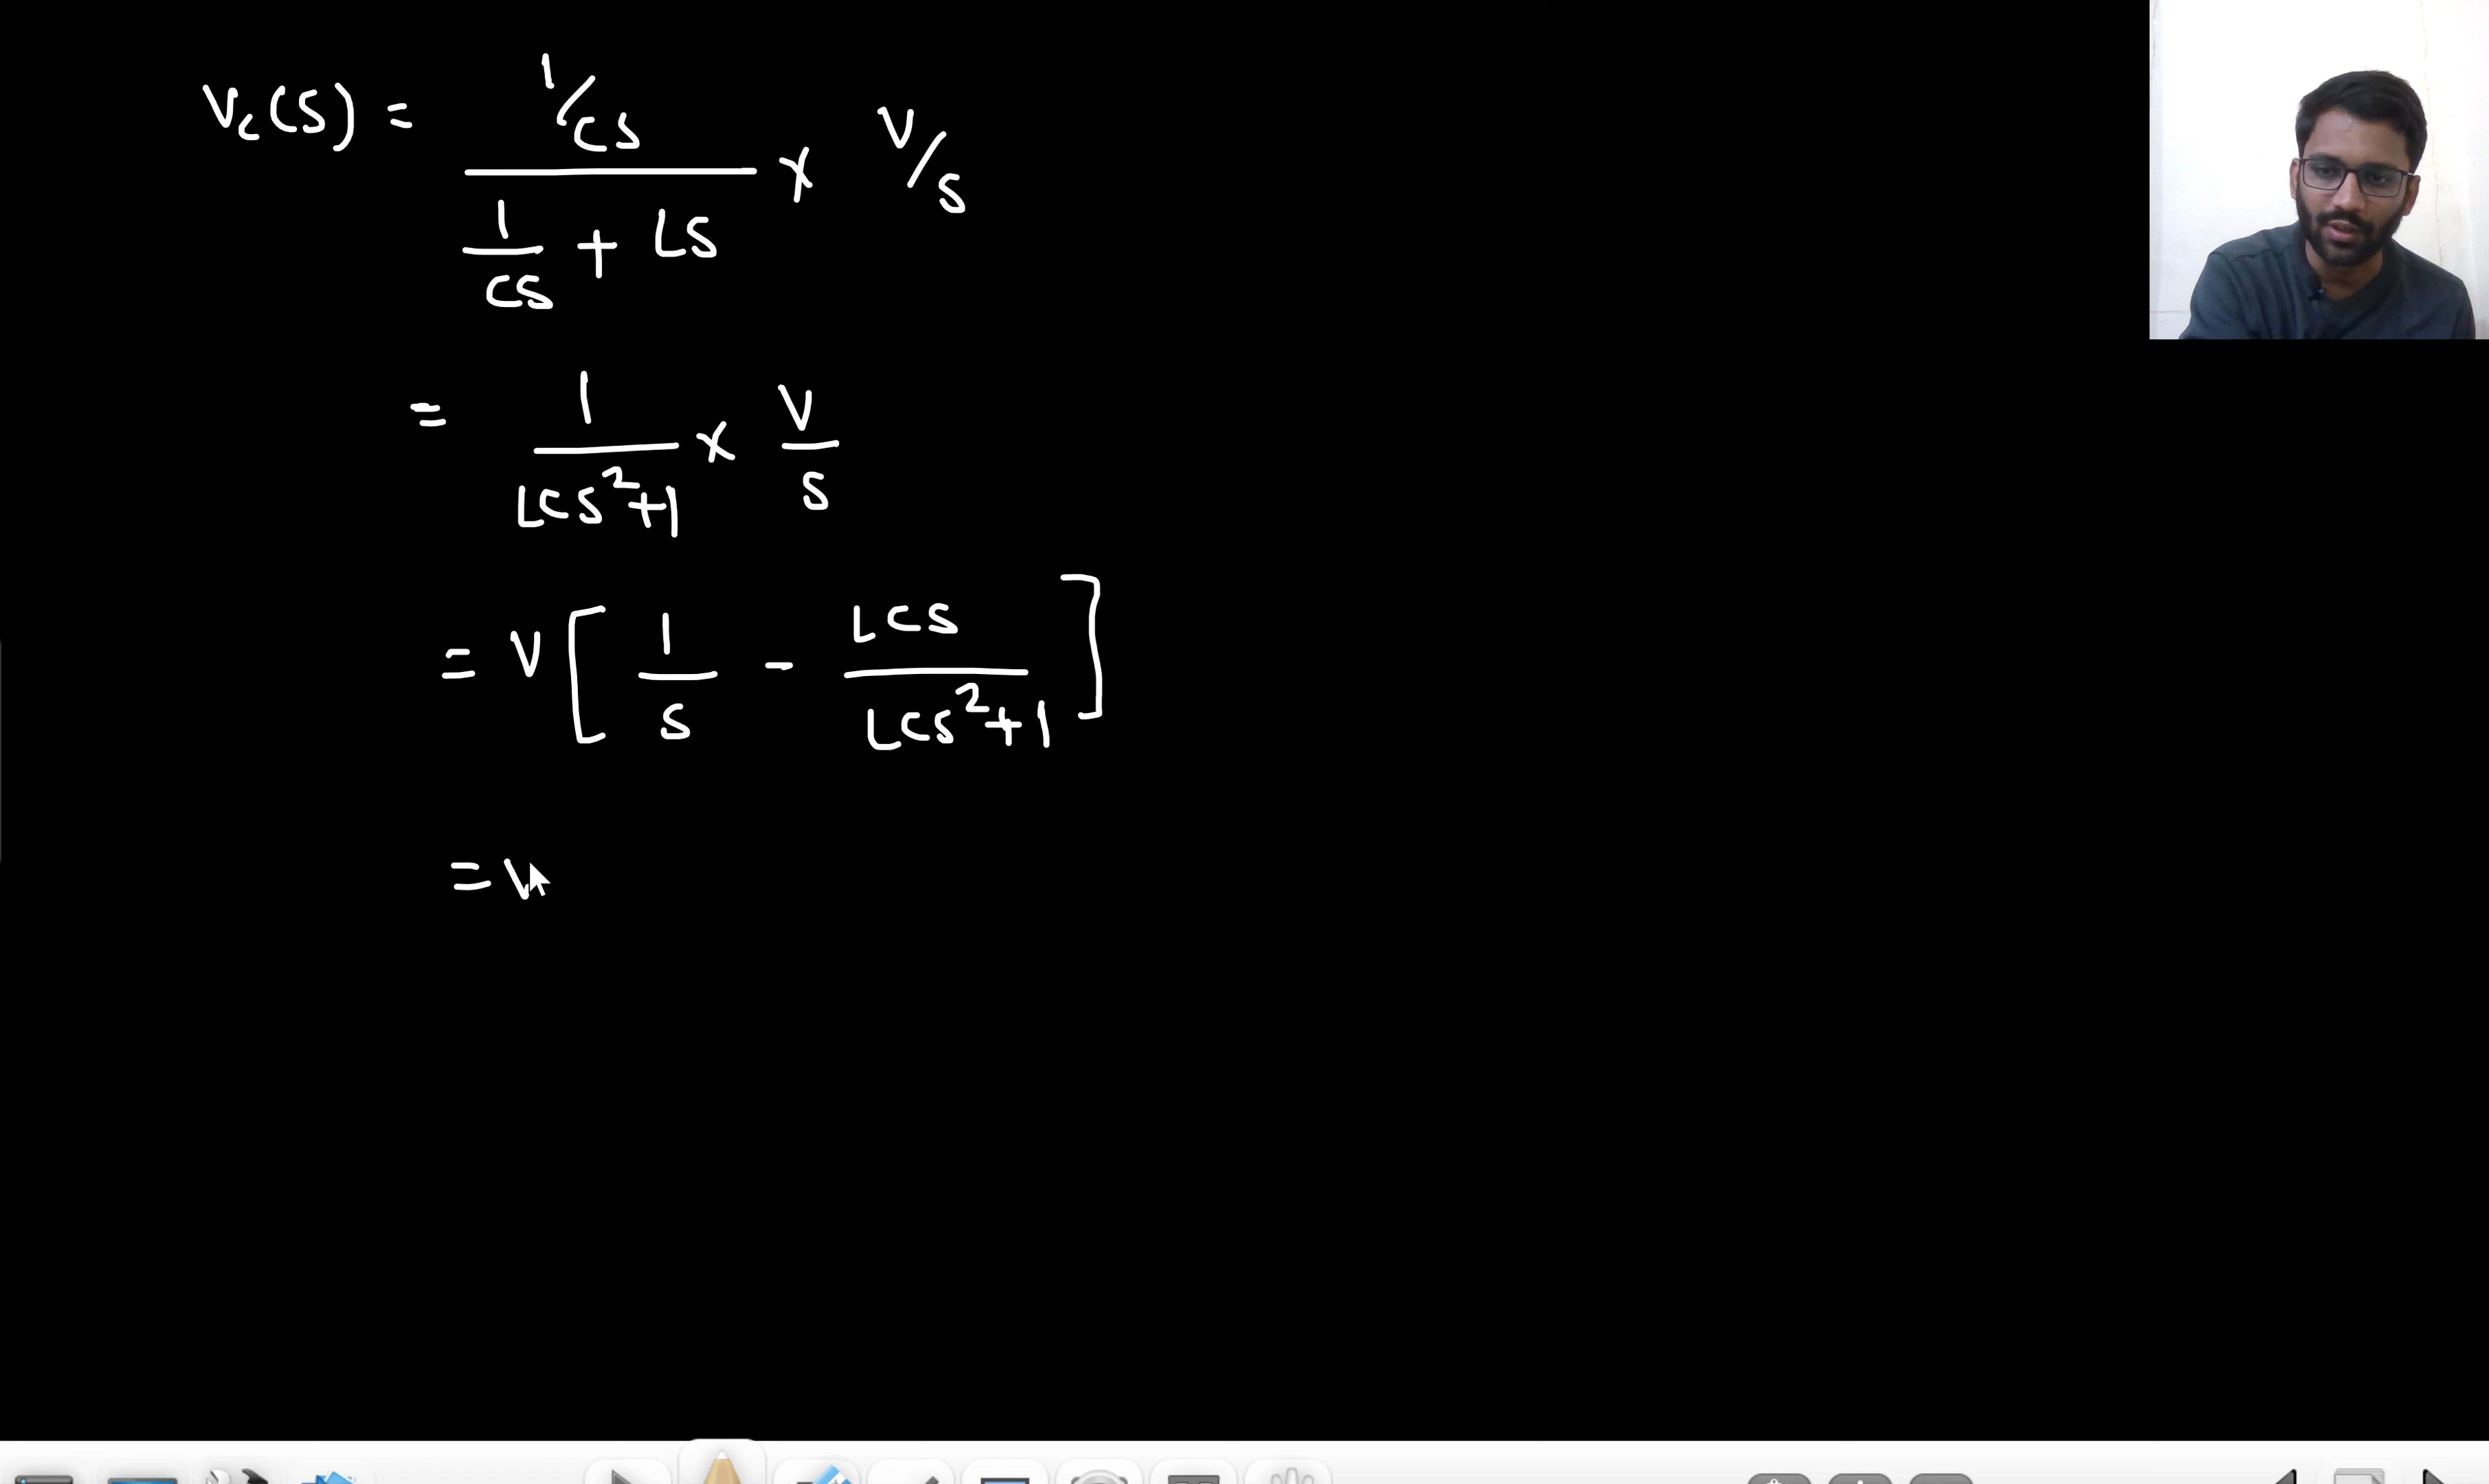 Vc(s) = (1/cs) / (1/cs + Ls) x V/s
= 1/(Lcs²+1) x V/s
= V [ 1/s - Lcs/(Lcs²+1) ]
= V